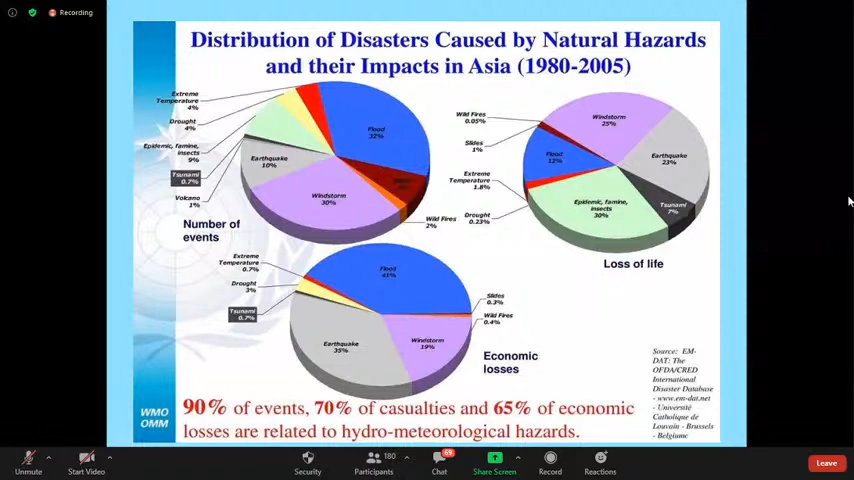 Recording
Distribution of Disasters Caused by Natural Hazards
and their Impacts in Asia (1980-2005)
Extreme
Temperature
4%
Drought
4%
Epidemic, famine,
insects
9%
Tsunami
0.7%
Volcano
1%
Earthquake
10%
Flood
32%
Windstorm
30%
Wild Fires
2%
Number of
events
Wild Fires
0.05%
Slides
1%
Flood
12%
Extreme
Temperature
1.8%
Drought
0.23%
Windstorm
25%
Earthquake
23%
Tsunami
7%
Epidemic, famine,
insects
30%
Loss of life
Extreme
Temperature
0.7%
Drought
3%
Tsunami
0.7%
Flood
41%
Slides
0.3%
Wild Fires
0.4%
Earthquake
35%
Windstorm
19%
Economic
losses
Source: EM-
DAT: The
OFDA/CRED
International
Disaster Database
- www.em-dat.net
- Université
Catholique de
Louvain - Brussels
- Belgiumc
90% of events, 70% of casualties and 65% of economic
losses are related to hydro-meteorological hazards.
WMO
OMM
Unmute
Start Video
Security
180
Participants
69
Chat
Share Screen
Record
Reactions
Leave